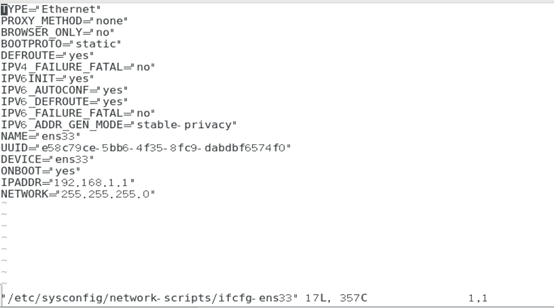 TYPE="Ethernet"
PROXY_METHOD="none"
BROWSER_ONLY="no"
BOOTPROTO="static"
DEFROUTE="yes"
IPV4_FAILURE_FATAL="no"
IPV6INIT="yes"
IPV6_AUTOCONF="yes"
IPV6_DEFROUTE="yes"
IPV6_FAILURE_FATAL="no"
IPV6_ADDR_GEN_MODE="stable-privacy"
NAME="ens33"
UUID="e58c79ce-5bb6-4f35-8fc9-dabdbf6574f0"
DEVICE="ens33"
ONBOOT="yes"
IPADDR="192.168.1.1"
NETWORK="255.255.255.0"
~
~
~
~
~
~
~
"/etc/sysconfig/network-scripts/ifcfg-ens33" 17L, 357C 1,1